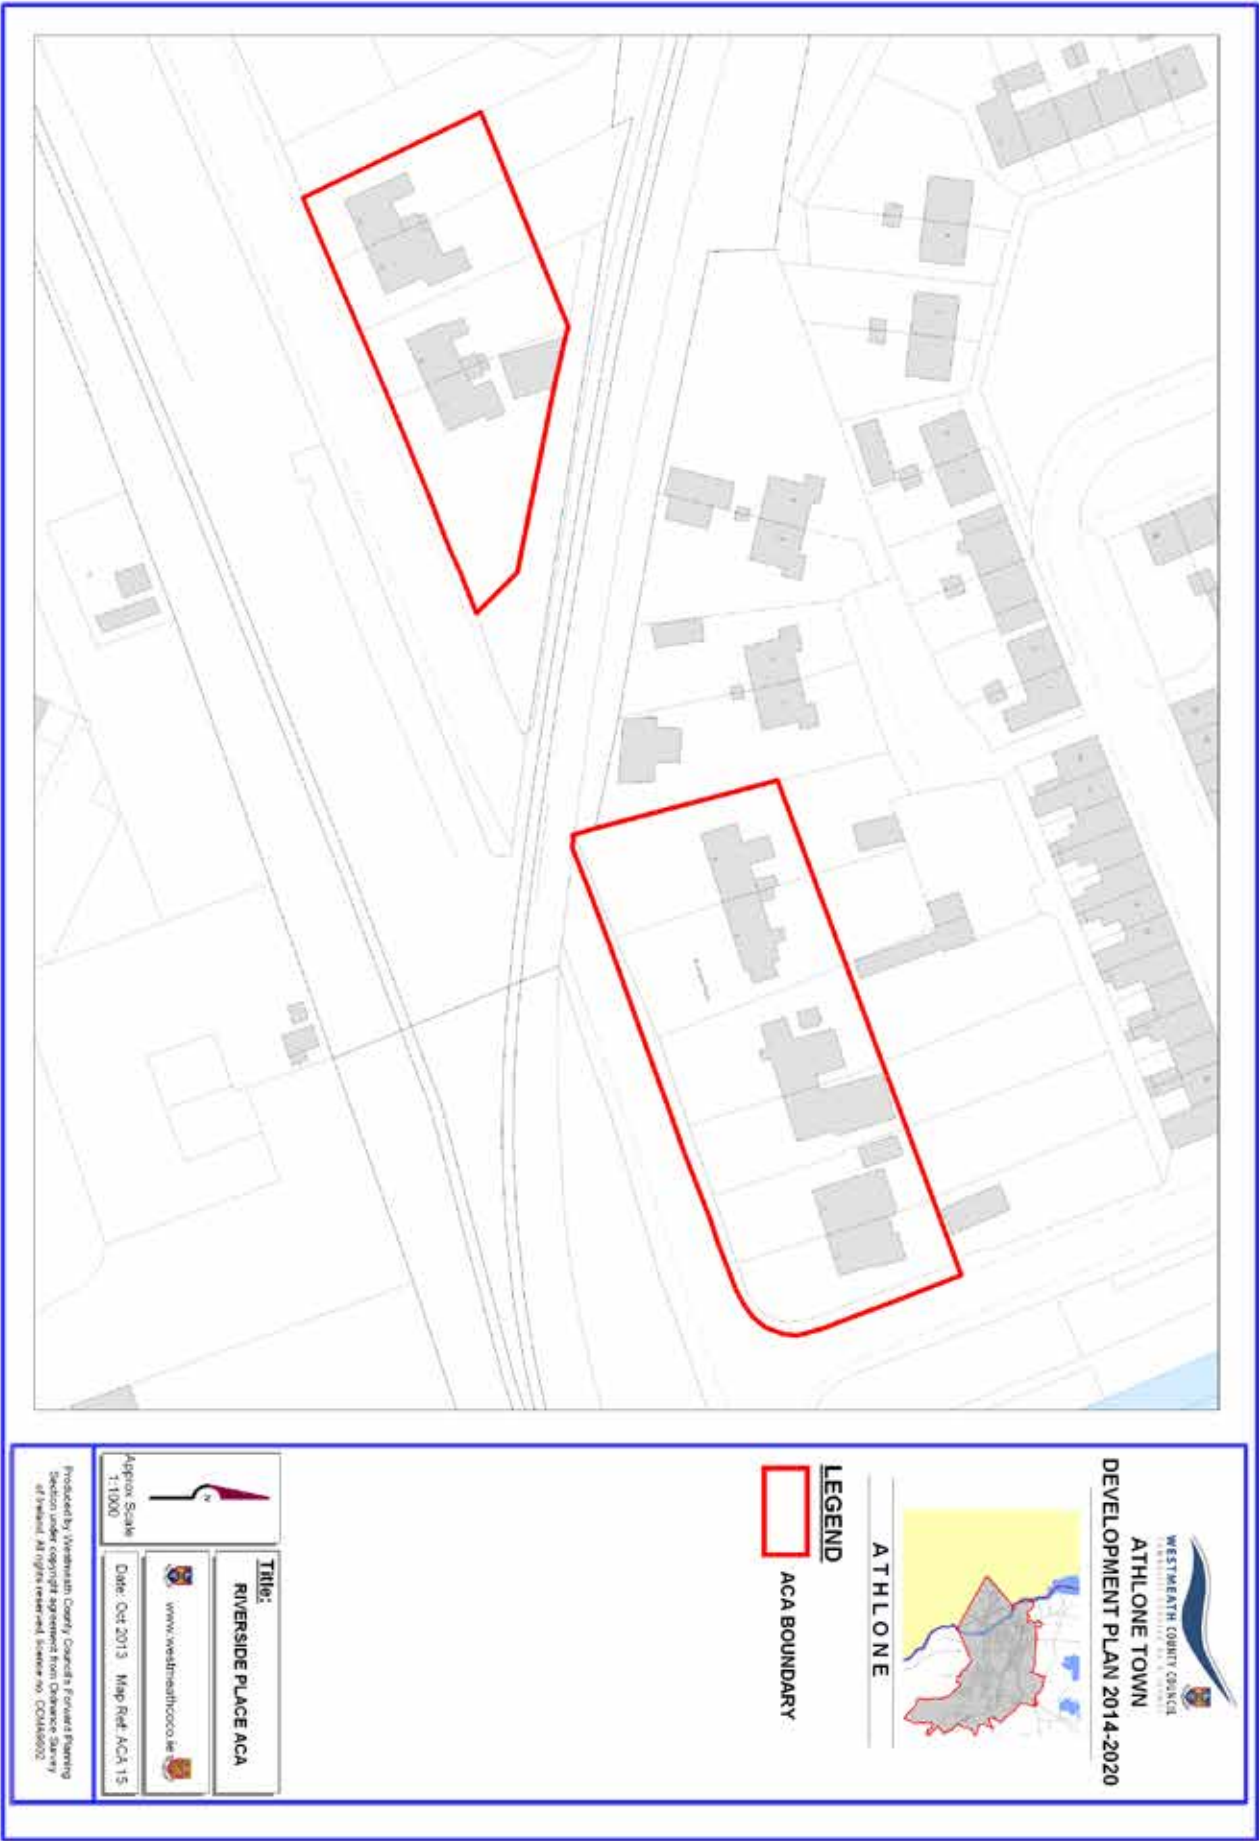 WESTMEATH COUNTY COUNCIL
ATHLONE TOWN
DEVELOPMENT PLAN 2014-2020
ATHLONE
LEGEND
ACA BOUNDARY
Title:
RIVERSIDE PLACE ACA
N
Approx Scale
1:1000
www.westmeathcoco.ie
Date: Oct 2013 Map Ref: ACA 15
Produced by Westmeath County Council's Forward Planning
Section under copyright agreement from Ordnance Survey
of Ireland. All rights reserved.